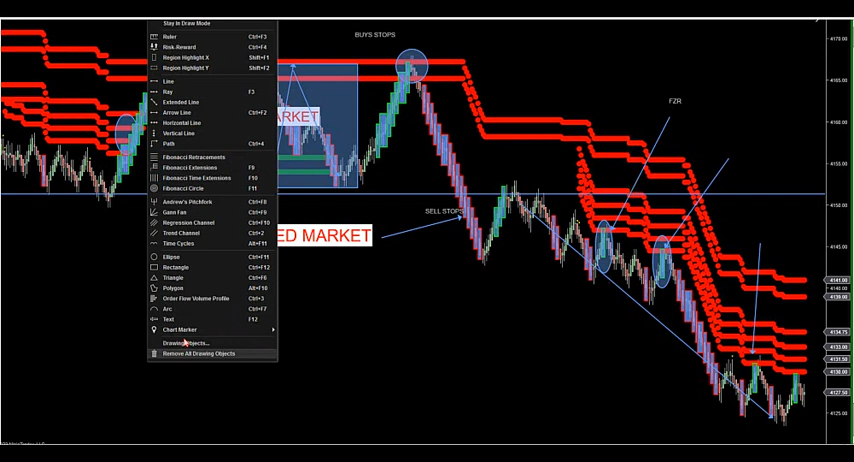 Stay In Draw Mode
Ruler Ctrl+F3
Risk-Reward Ctrl+F4
Region Highlight X Shift+F1
Region Highlight Y Shift+F2
Line
Ray F3
Extended Line
Arrow Line Ctrl+F2
Horizontal Line
Vertical Line
Path Ctrl+4
Fibonacci Retracements
Fibonacci Extensions F9
Fibonacci Time Extensions F10
Fibonacci Circle F11
Andrew's Pitchfork Ctrl+F8
Gann Fan Ctrl+F9
Regression Channel Ctrl+F10
Trend Channel Ctrl+2
Time Cycles Alt+F11
Ellipse Ctrl+F11
Rectangle Ctrl+F12
Triangle Ctrl+F6
Polygon Alt+F10
Order Flow Volume Profile Ctrl+3
Arc Ctrl+F7
Text F12
Chart Marker
Drawing Objects...
Remove All Drawing Objects
BUYS STOPS
ARKET
FZR
SELL STOPS
ED MARKET
4170.00
4165.00
4160.00
4155.00
4150.00
4145.00
4141.00
4140.00
4139.00
4134.75
4133.00
4131.50
4130.00
4127.50
4125.00